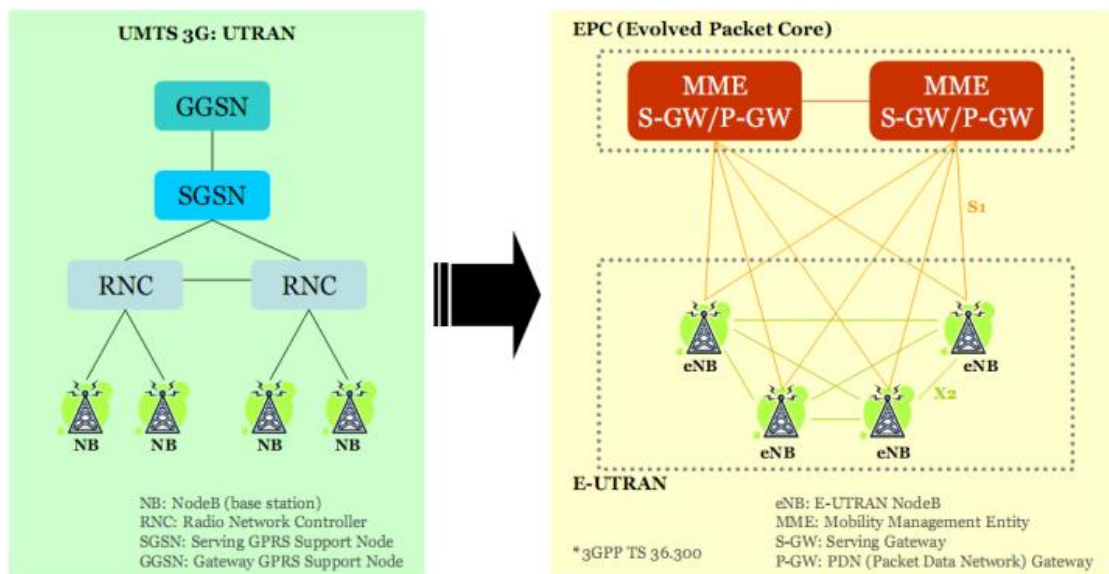 UMTS 3G: UTRAN
GGSN
SGSN
RNC
RNC
NB
NB
NB
NB
NB: NodeB (base station)
RNC: Radio Network Controller
SGSN: Serving GPRS Support Node
GGSN: Gateway GPRS Support Node
EPC (Evolved Packet Core)
MME
S-GW/P-GW
MME
S-GW/P-GW
S1
eNB
eNB
X2
eNB
eNB
E-UTRAN
*3GPP TS 36.300
eNB: E-UTRAN NodeB
MME: Mobility Management Entity
S-GW: Serving Gateway
P-GW: PDN (Packet Data Network) Gateway